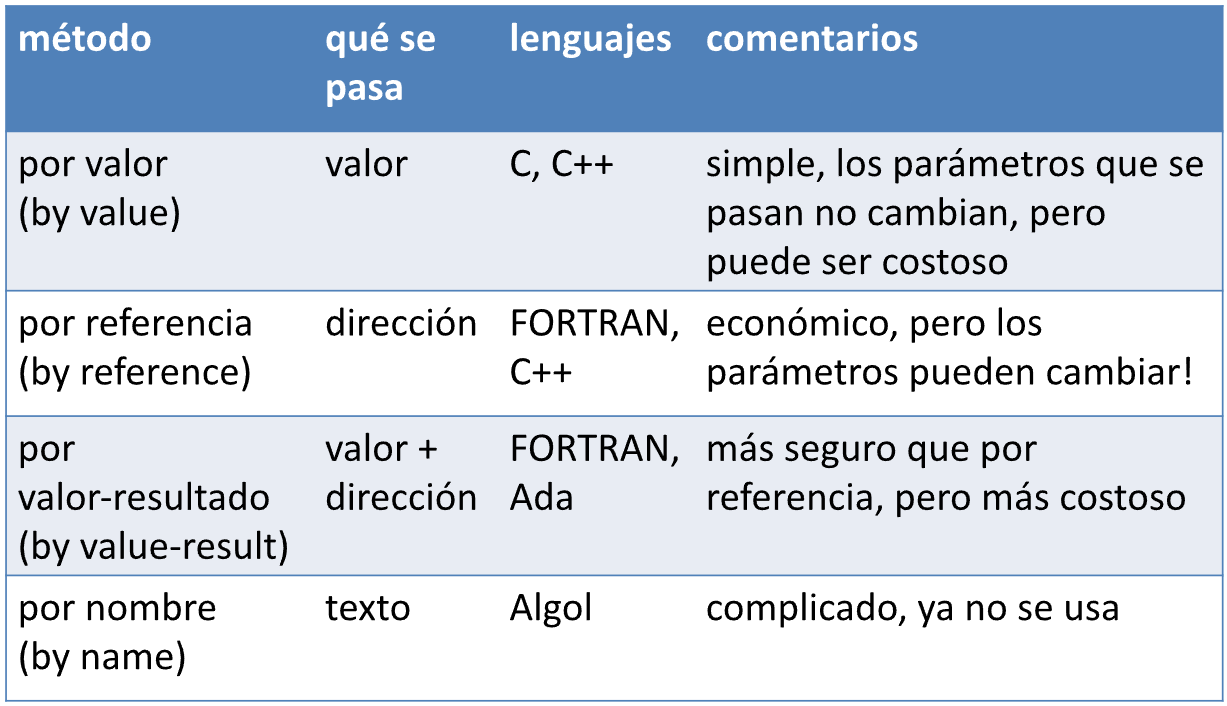 método
qué se
pasa
lenguajes
comentarios
por valor
(by value)
valor
C, C++
simple, los parámetros que se
pasan no cambian, pero
puede ser costoso
por referencia
(by reference)
dirección
FORTRAN,
C++
económico, pero los
parámetros pueden cambiar!
por
valor-resultado
(by value-result)
valor +
dirección
FORTRAN,
Ada
más seguro que por
referencia, pero más costoso
por nombre
(by name)
texto
Algol
complicado, ya no se usa